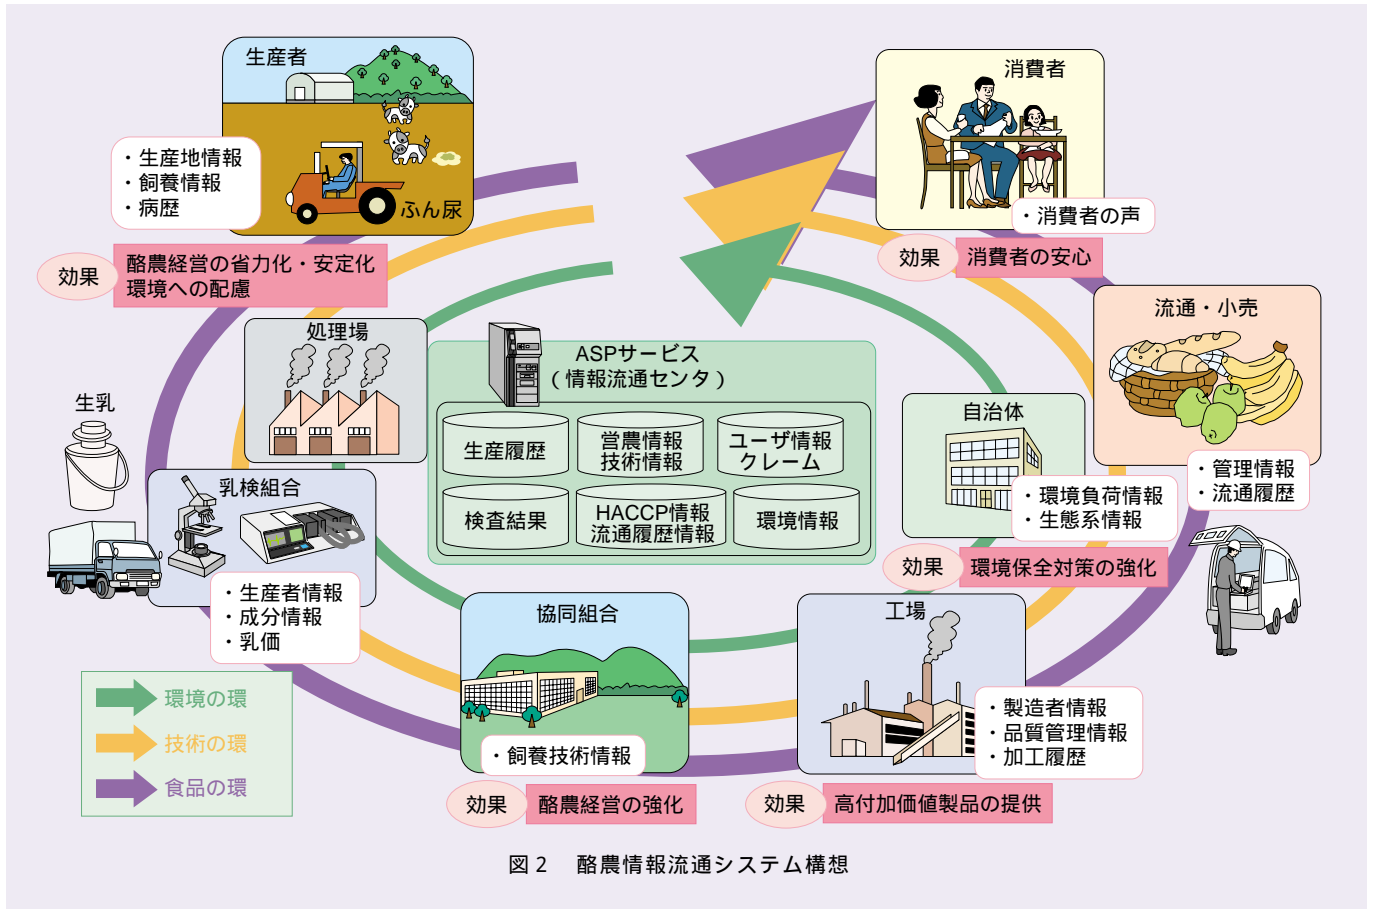 生産者
・生産地情報
・飼養情報
・病歴
ふん尿
効果
酪農経営の省力化・安定化
環境への配慮
消費者
・消費者の声
効果
消費者の安心
流通・小売
・管理情報
・流通履歴
処理場
生乳
乳検組合
・生産者情報
・成分情報
・乳価
ASPサービス
（情報流通センタ）
生産履歴
営農情報
技術情報
ユーザ情報
クレーム
検査結果
HACCP情報
流通履歴情報
環境情報
自治体
・環境負荷情報
・生態系情報
効果
環境保全対策の強化
協同組合
・飼養技術情報
効果
酪農経営の強化
工場
・製造者情報
・品質管理情報
・加工履歴
効果
高付加価値製品の提供
環境の環
技術の環
食品の環
図2　酪農情報流通システム構想